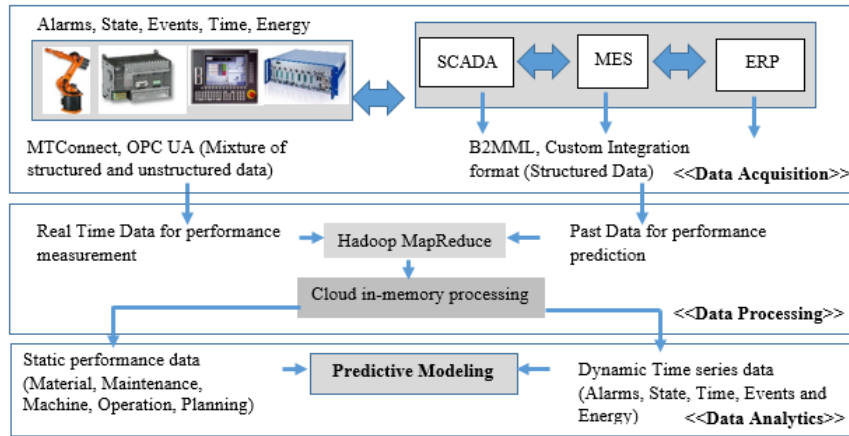 Alarms, State, Events, Time, Energy
SCADA
MES
ERP
MTConnect, OPC UA (Mixture of
structured and unstructured data)
B2MML, Custom Integration
format (Structured Data)
<<Data Acquisition>>
Real Time Data for performance
measurement
Hadoop MapReduce
Past Data for performance
prediction
Cloud in-memory processing
<<Data Processing>>
Static performance data
(Material, Maintenance,
Machine, Operation, Planning)
Predictive Modeling
Dynamic Time series data
(Alarms, State, Time, Events and
Energy)
<<Data Analytics>>